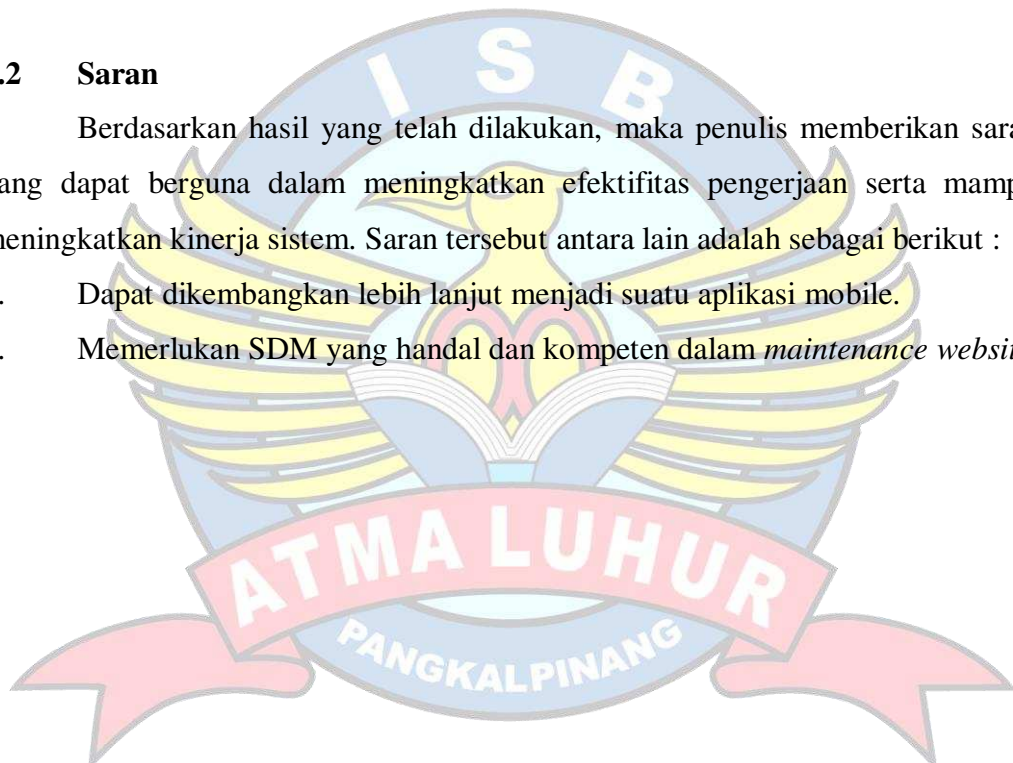 .2 Saran
Berdasarkan hasil yang telah dilakukan, maka penulis memberikan sara
ang dapat berguna dalam meningkatkan efektifitas pengerjaan serta mamp
neningkatkan kinerja sistem. Saran tersebut antara lain adalah sebagai berikut :
. Dapat dikembangkan lebih lanjut menjadi suatu aplikasi mobile.
. Memerlukan SDM yang handal dan kompeten dalam maintenance websit
I S B
ATMA LUHUR
PANGKALPINANG